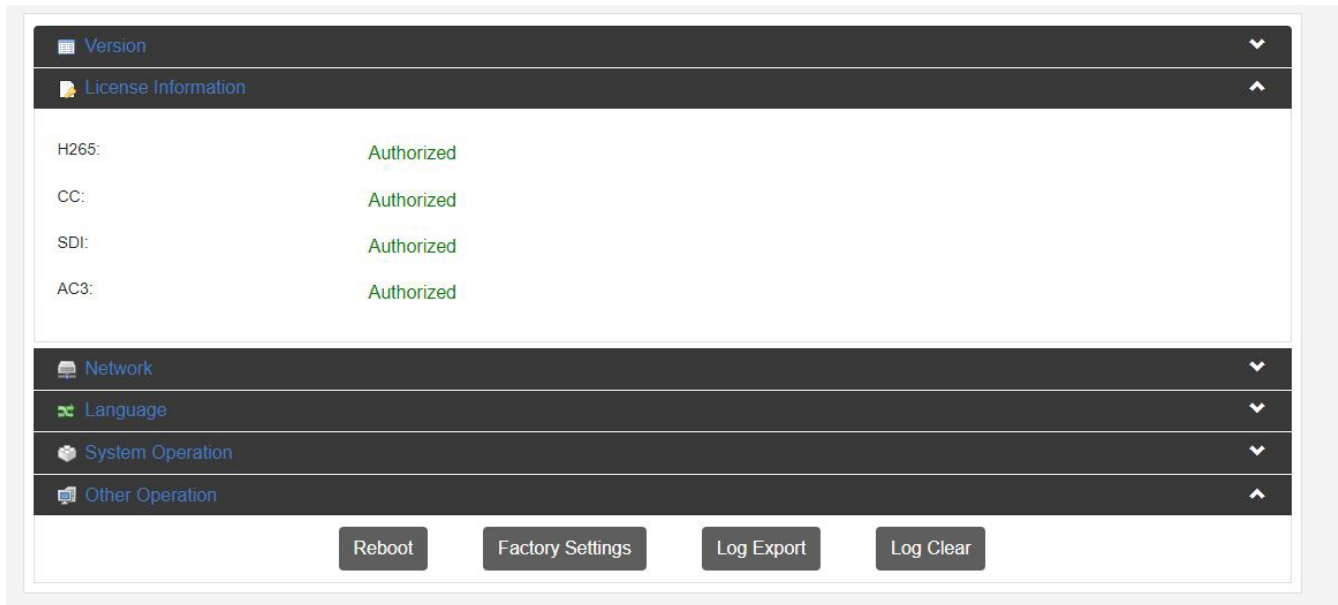 Version
License Information
H265: Authorized
CC: Authorized
SDI: Authorized
AC3: Authorized
Network
Language
System Operation
Other Operation
Reboot Factory Settings Log Export Log Clear